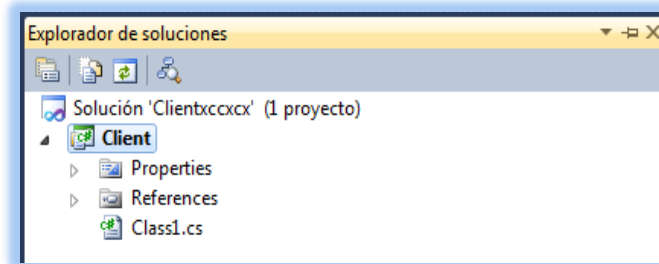 Explorador de soluciones
Solución 'Clientxccxcx' (1 proyecto)
Client
Properties
References
Class1.cs